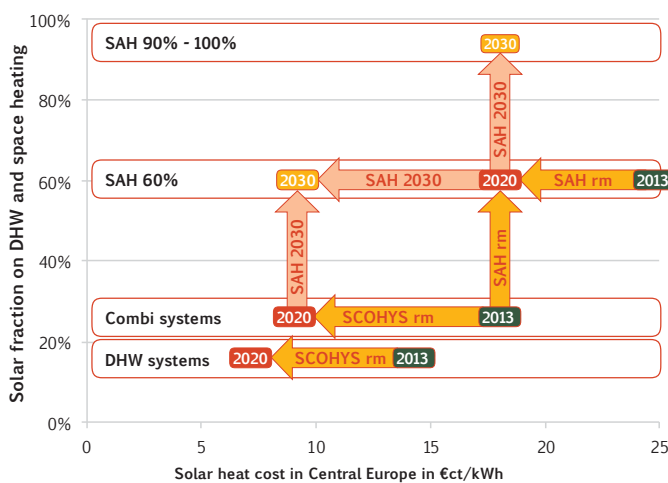 Solar fraction on DHW and space heating
100%
80%
60%
40%
20%
0%
SAH 90% - 100%
2030
SAH 2030
SAH 60%
2030
SAH 2030
2020
SAH rm
2013
SAH 2030
SAH rm
Combi systems
2020
SCOHYS rm
2013
DHW systems
2020
SCOHYS rm
2013
0
5
10
15
20
25
Solar heat cost in Central Europe in €ct/kWh